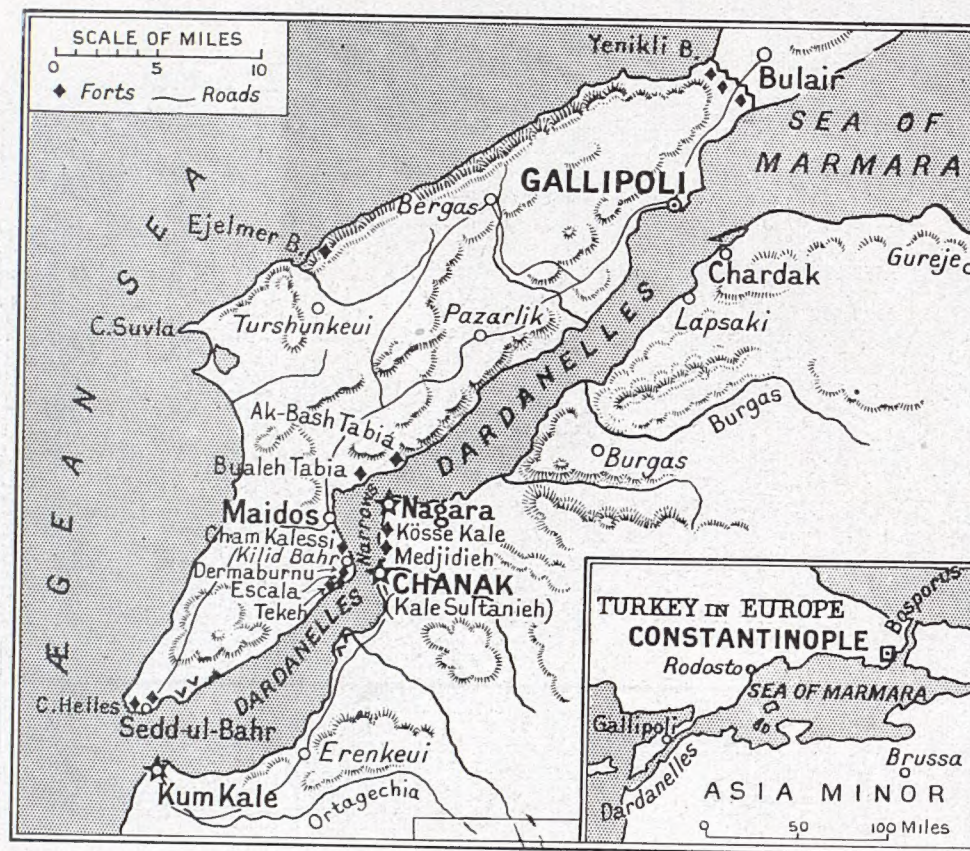 SCALE OF MILES
0 5 10
Forts Roads
Yenikli B.
Bulair
SEA OF
MARMARA
GALLIPOLI
Bergas
Ejelmer B.
ÆGEAN SEA
C. Suvla
Turshunkeui
Pazarlik
Chardak
Gureje
Lapsaki
DARDANELLES
Burgas
Burgas
Ak-Bash Tabia
Bualeh Tabia
Maidos
Narrows
Nagara
Kösse Kale
Medjidieh
Cham Kalessi
Kilid Bahr
Dermaburnu
Escala
Tekeh
CHANAK
(Kale Sultanieh)
DARDANELLES
C. Helles
Sedd-ul-Bahr
Erenkeui
Kum Kale
Ortagechia
TURKEY IN EUROPE
CONSTANTINOPLE
Bosporus
Rodosto
SEA OF MARMARA
Gallipoli
Dardanelles
Brussa
ASIA MINOR
0 50 100 Miles